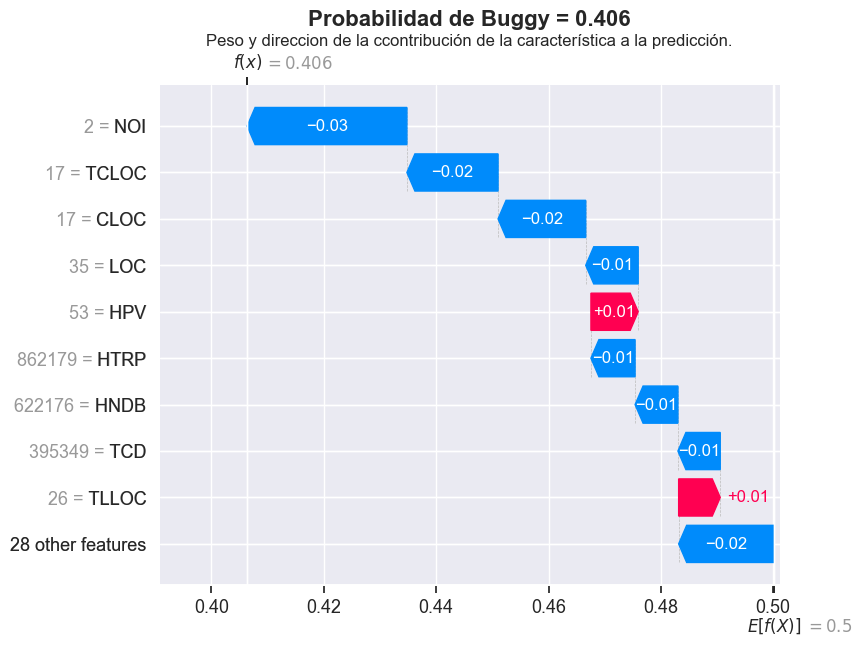 Probabilidad de Buggy = 0.406
Peso y direccion de la ccontribución de la característica a la predicción.
f(x) = 0.406
2 = NOI
−0.03
17 = TCLOC
−0.02
17 = CLOC
−0.02
35 = LOC
−0.01
53 = HPV
+0.01
862179 = HTRP
−0.01
622176 = HNDB
−0.01
395349 = TCD
−0.01
26 = TLLOC
+0.01
28 other features
−0.02
0.40 0.42 0.44 0.46 0.48 0.50
E[f(X)] = 0.5